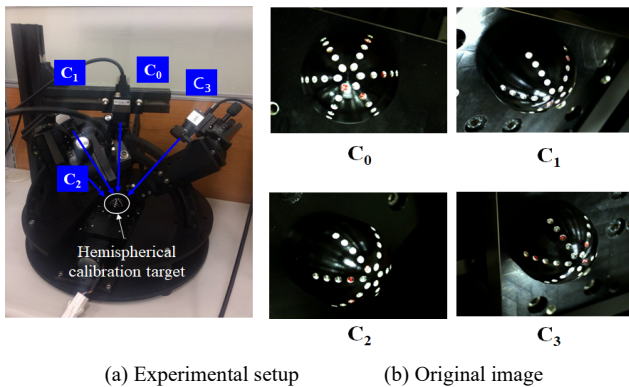 C1
C0
C3
C2
Hemispherical
calibration target
C0
C1
C2
C3
(a) Experimental setup
(b) Original image